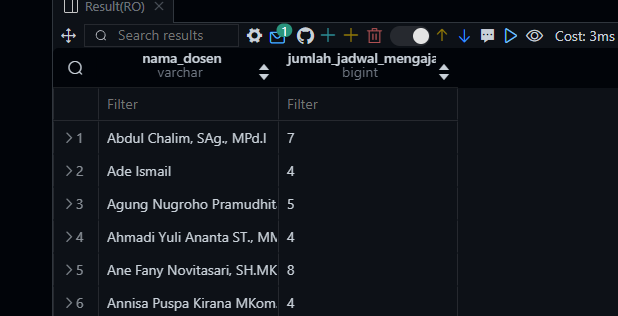 Result(RO)
Search results 1 Cost: 3ms
nama_dosen jumlah_jadwal_mengaja
varchar bigint
Filter Filter
1 Abdul Chalim, SAg., MPd.I 7
2 Ade Ismail 4
3 Agung Nugroho Pramudhit 5
4 Ahmadi Yuli Ananta ST., MM 4
5 Ane Fany Novitasari, SH.MK 8
6 Annisa Puspa Kirana MKom. 4